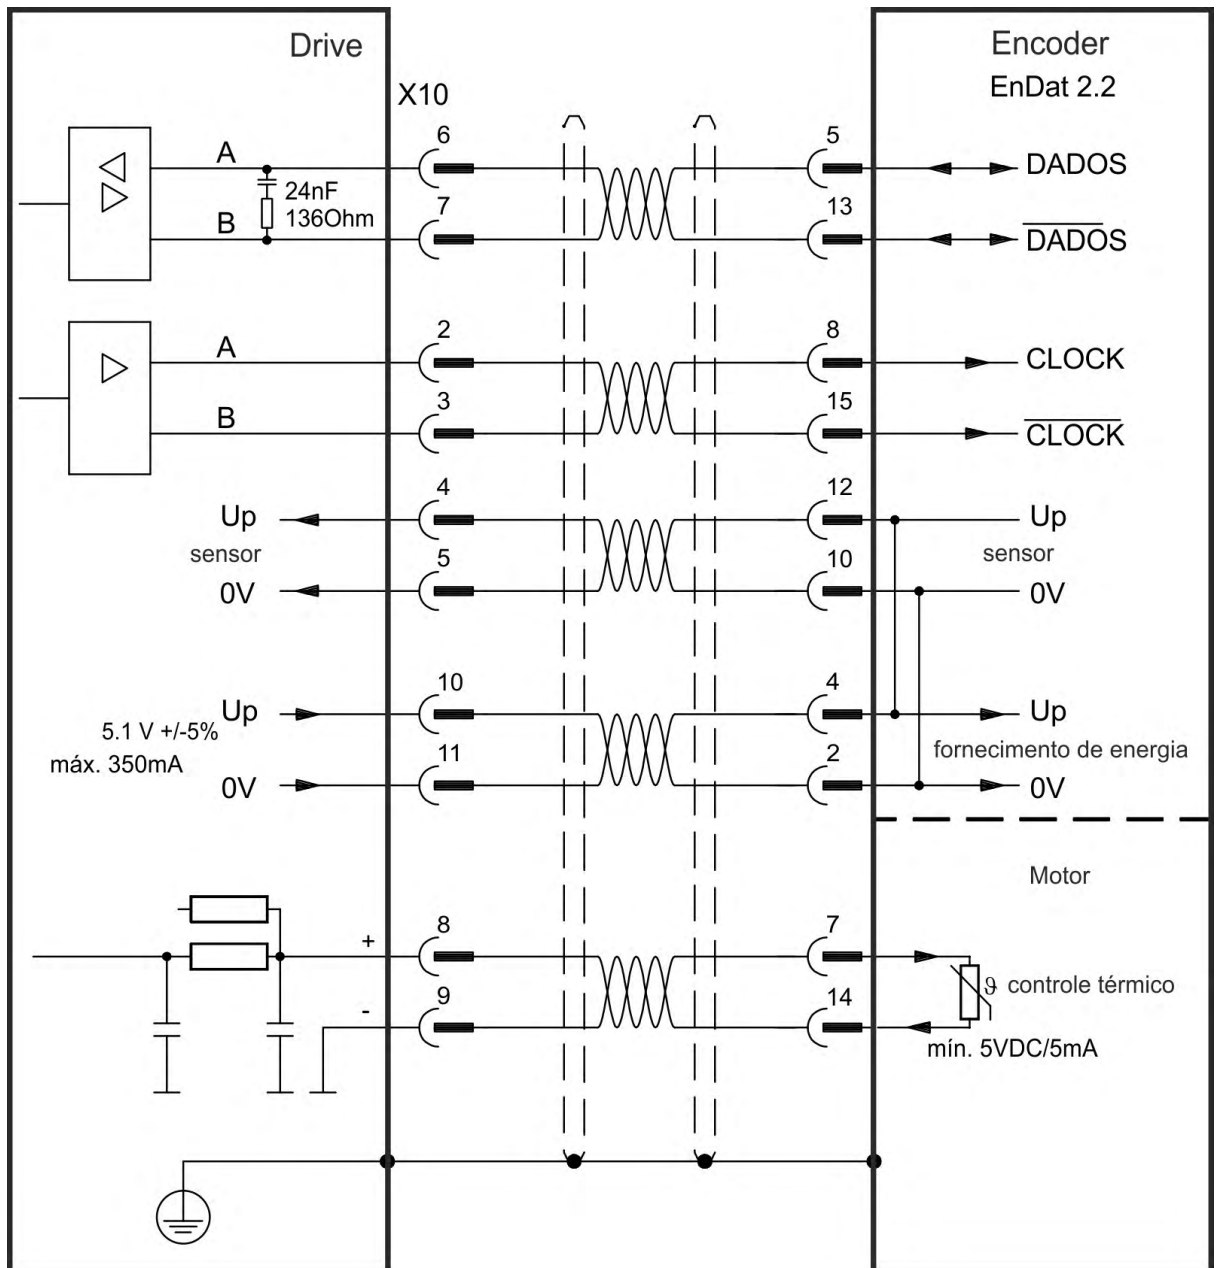 Drive
Encoder
EnDat 2.2
X10
A
6
5
DADOS
24nF
136Ohm
B
7
13
DADOS
A
2
8
CLOCK
B
3
15
CLOCK
Up
4
12
Up
sensor
sensor
0V
5
10
0V
Up
10
4
Up
5.1 V +/-5%
máx. 350mA
fornecimento de energia
0V
11
2
0V
Motor
+
8
7
ϑ controle térmico
-
9
14
mín. 5VDC/5mA